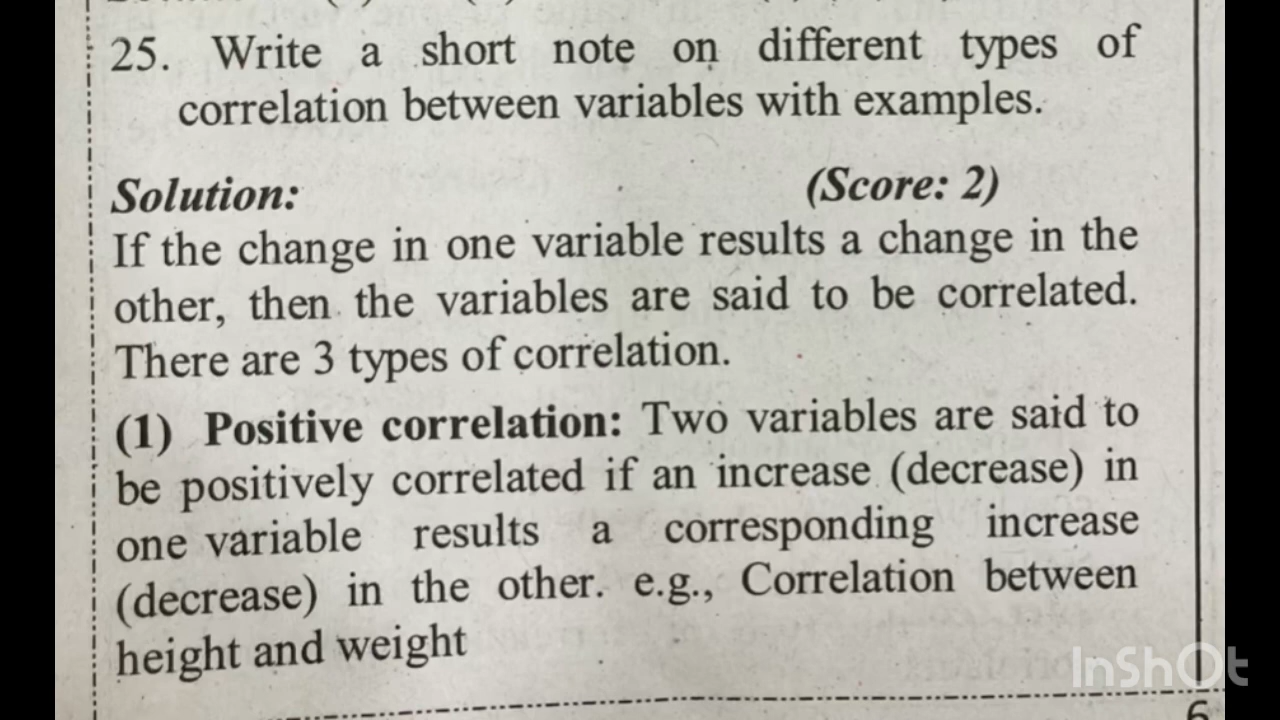 25. Write a short note on different types of
correlation between variables with examples.
Solution: (Score: 2)
If the change in one variable results a change in the
other, then the variables are said to be correlated.
There are 3 types of correlation.
(1) Positive correlation: Two variables are said to
be positively correlated if an increase (decrease) in
one variable results a corresponding increase
(decrease) in the other. e.g., Correlation between
height and weight
InShOt